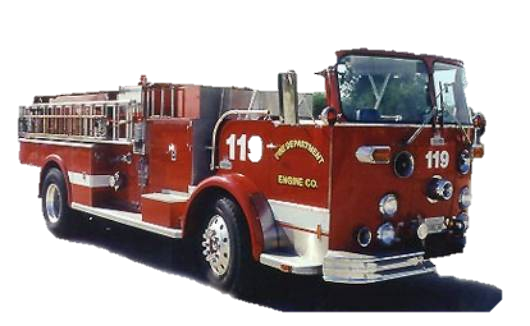 119
FIRE DEPARTMENT
ENGINE CO.
119